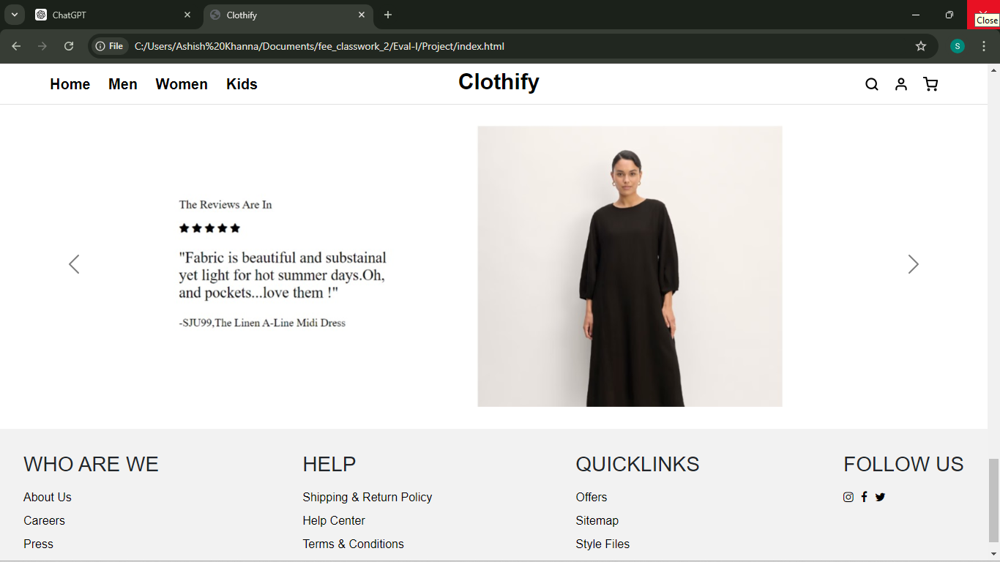 ChatGPT
Clothify
Close
File
C:/Users/Ashish%20Khanna/Documents/fee_classwork_2/Eval-I/Project/index.html
S
Home Men Women Kids
Clothify
The Reviews Are In
"Fabric is beautiful and substainal
yet light for hot summer days.Oh,
and pockets...love them !"
-SJU99,The Linen A-Line Midi Dress
WHO ARE WE
About Us
Careers
Press
HELP
Shipping & Return Policy
Help Center
Terms & Conditions
QUICKLINKS
Offers
Sitemap
Style Files
FOLLOW US